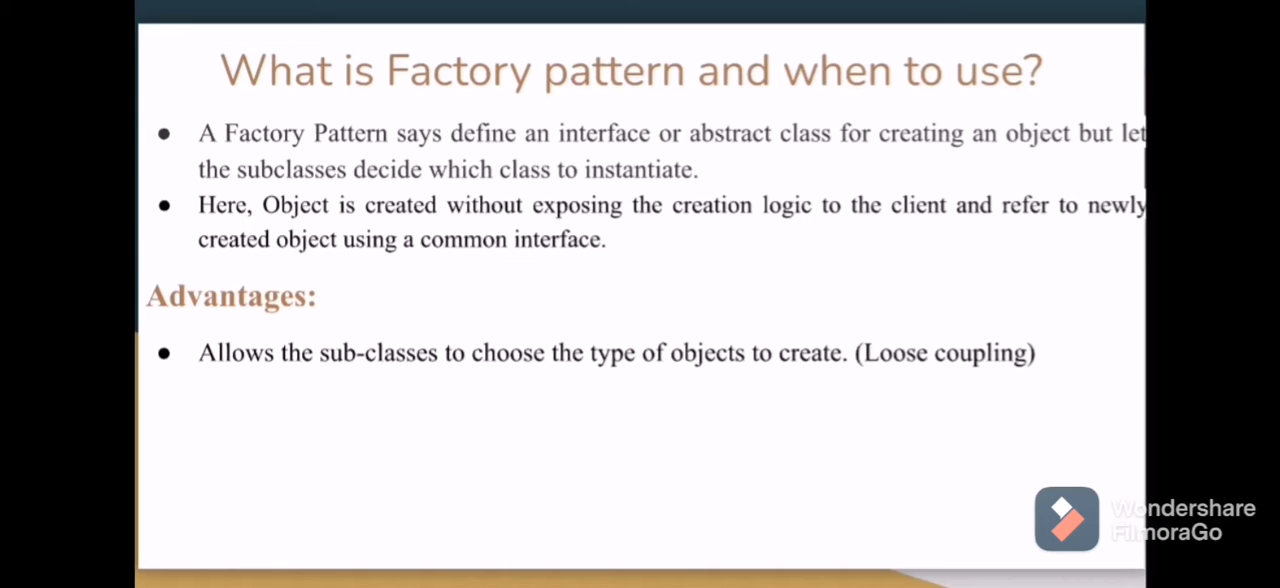 What is Factory pattern and when to use?
● A Factory Pattern says define an interface or abstract class for creating an object but let
the subclasses decide which class to instantiate.
● Here, Object is created without exposing the creation logic to the client and refer to newly
created object using a common interface.
Advantages:
● Allows the sub-classes to choose the type of objects to create. (Loose coupling)
Wondershare
FilmoraGo